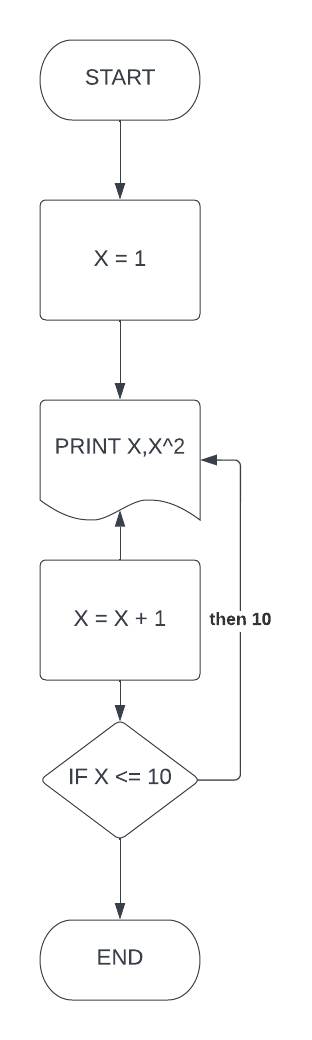 START
X = 1
PRINT X,X^2
X = X + 1
then 10
IF X <= 10
END